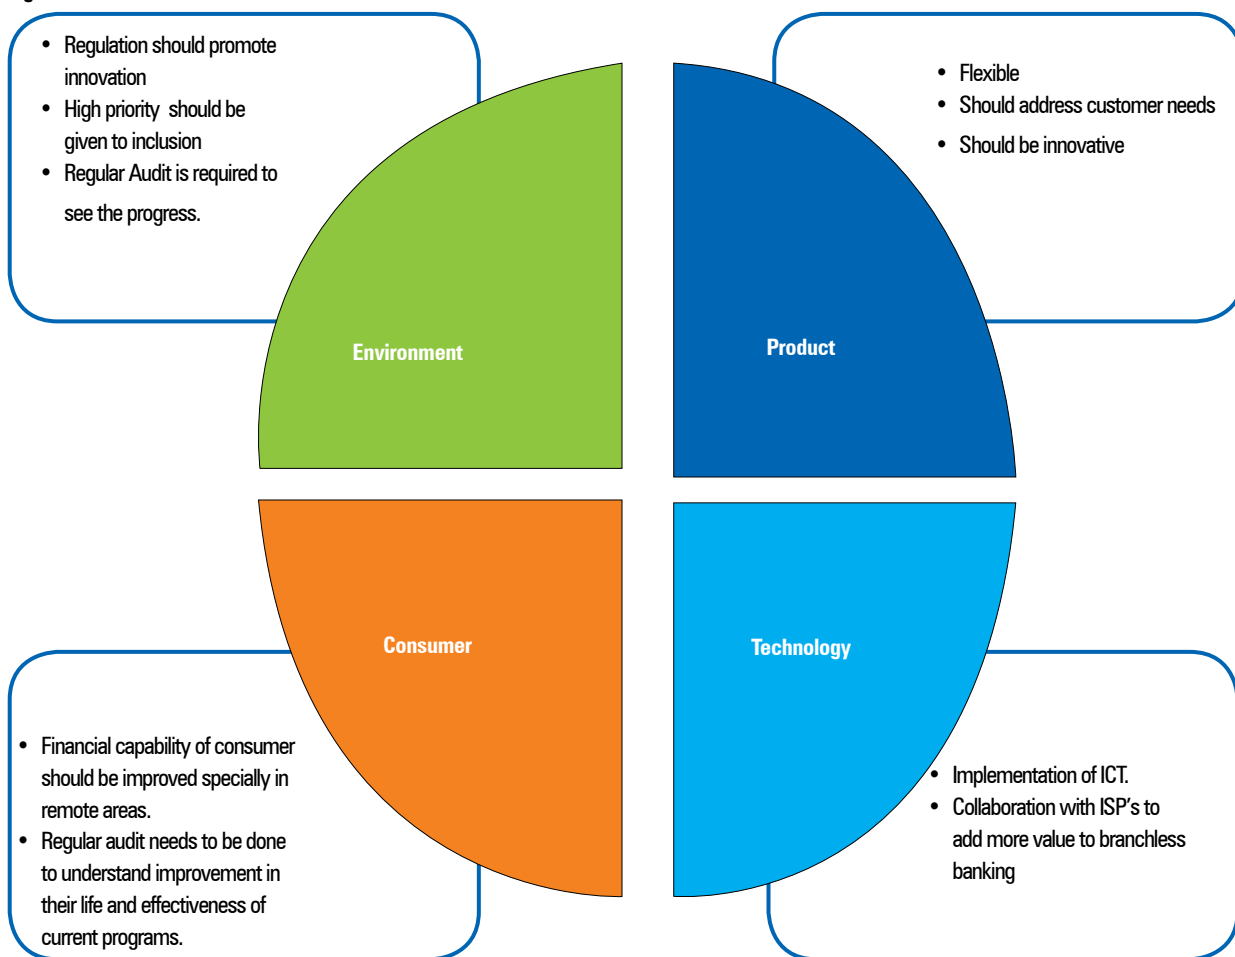 • Regulation should promote
innovation
• High priority should be
given to inclusion
• Regular Audit is required to
see the progress.
• Flexible
• Should address customer needs
• Should be innovative
Environment
Product
Consumer
Technology
• Financial capability of consumer
should be improved specially in
remote areas.
• Regular audit needs to be done
to understand improvement in
their life and effectiveness of
current programs.
• Implementation of ICT.
• Collaboration with ISP's to
add more value to branchless
banking